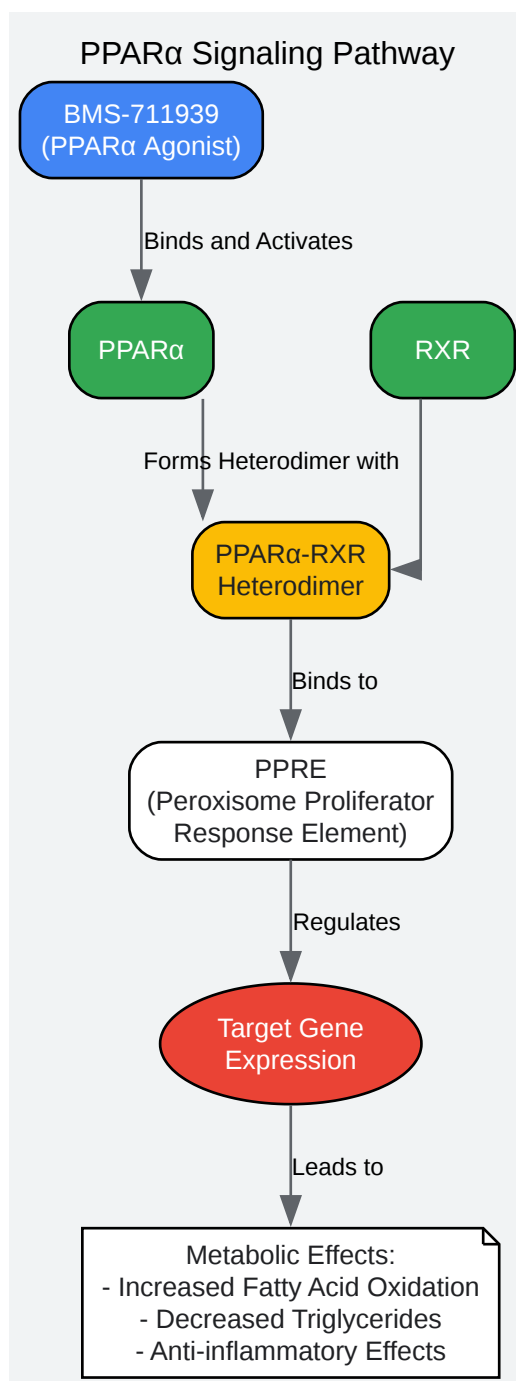 PPARα Signaling Pathway
BMS-711939
(PPARα Agonist)
Binds and Activates
PPARα
RXR
Forms Heterodimer with
PPARα-RXR
Heterodimer
Binds to
PPRE
(Peroxisome Proliferator
Response Element)
Regulates
Target Gene
Expression
Leads to
Metabolic Effects:
- Increased Fatty Acid Oxidation
- Decreased Triglycerides
- Anti-inflammatory Effects